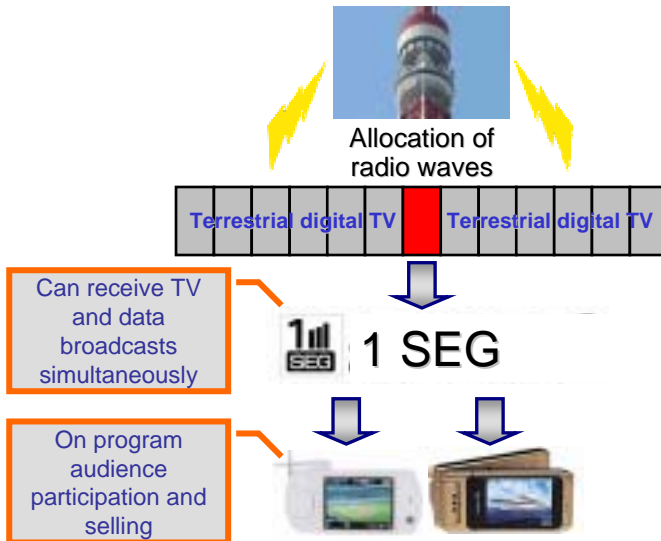 Allocation of
radio waves
Terrestrial digital TV
Terrestrial digital TV
Can receive TV
and data
broadcasts
simultaneously
1
SEG
1 SEG
On program
audience
participation and
selling